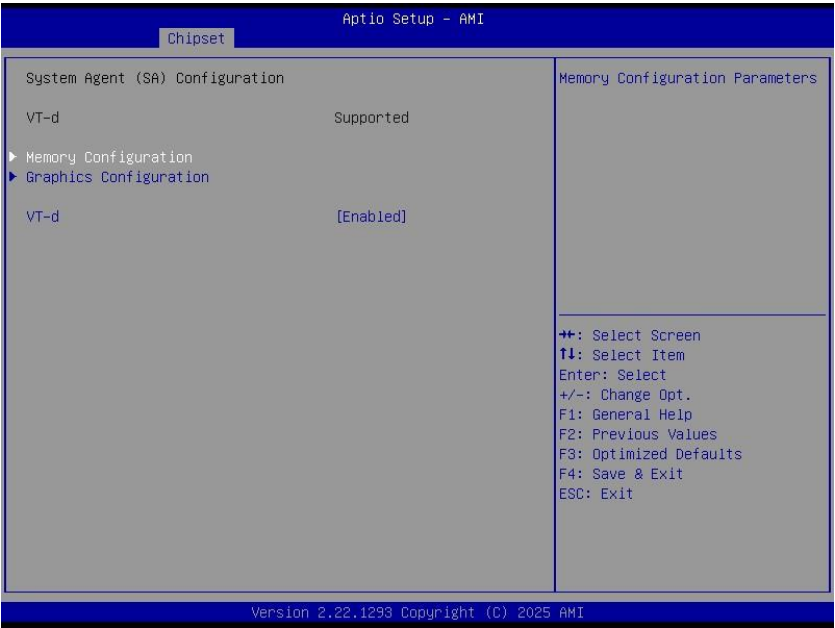 Aptio Setup - AMI
Chipset
System Agent (SA) Configuration
VT-d Supported
Memory Configuration
Graphics Configuration
VT-d [Enabled]
Memory Configuration Parameters
→←: Select Screen
↑↓: Select Item
Enter: Select
+/-: Change Opt.
F1: General Help
F2: Previous Values
F3: Optimized Defaults
F4: Save & Exit
ESC: Exit
Version 2.22.1293 Copyright (C) 2025 AMI